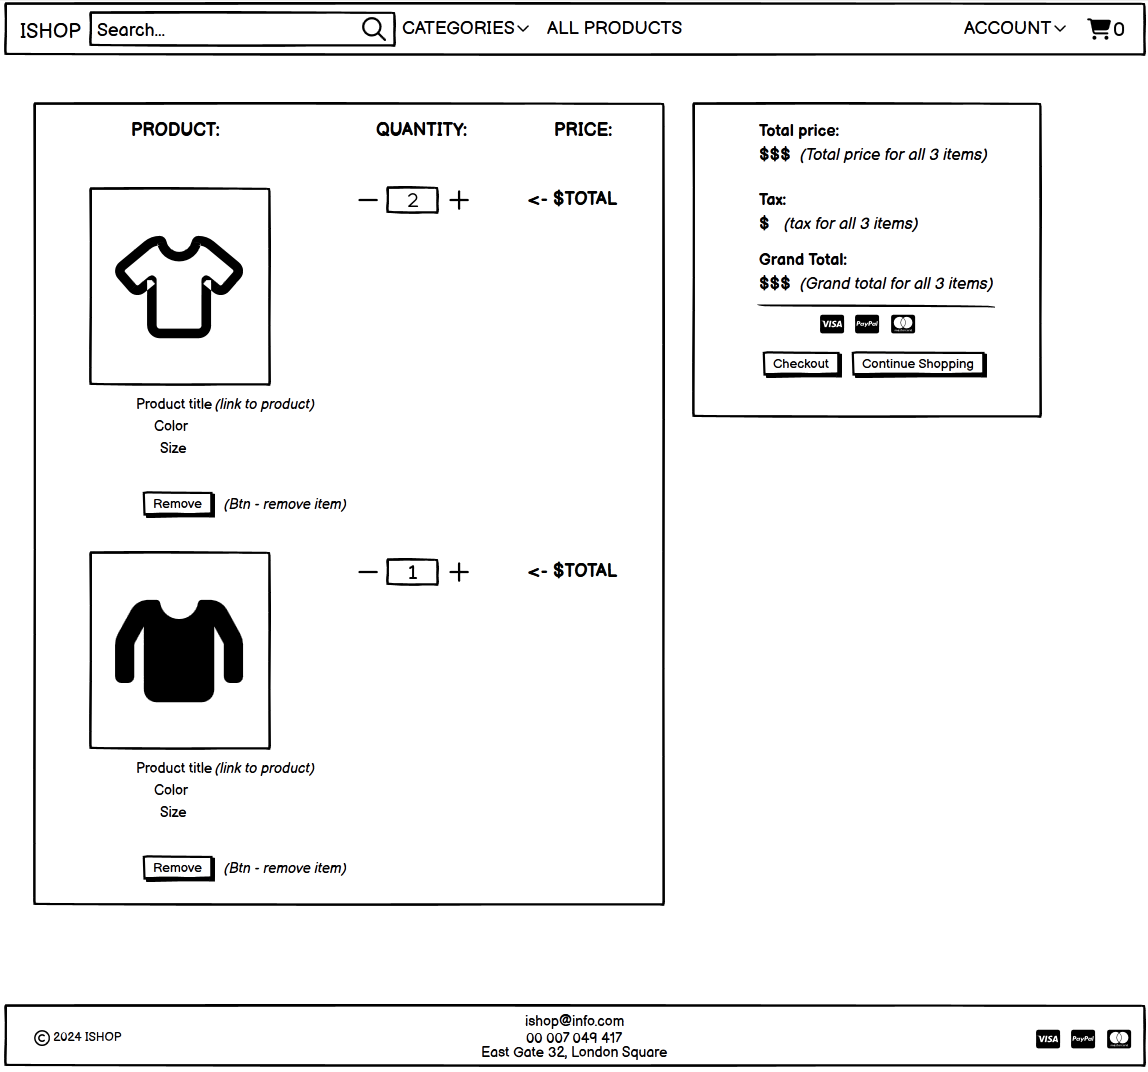 ISHOP Search... CATEGORIES ALL PRODUCTS ACCOUNT 0
PRODUCT: QUANTITY: PRICE:
2 <- $TOTAL
Product title (link to product)
Color
Size
Remove (Btn - remove item)
1 <- $TOTAL
Product title (link to product)
Color
Size
Remove (Btn - remove item)
Total price:
$$$ (Total price for all 3 items)
Tax:
$ (tax for all 3 items)
Grand Total:
$$$ (Grand total for all 3 items)
VISA PayPal
Checkout Continue Shopping
© 2024 ISHOP
ishop@info.com
00 007 049 417
East Gate 32, London Square
VISA PayPal